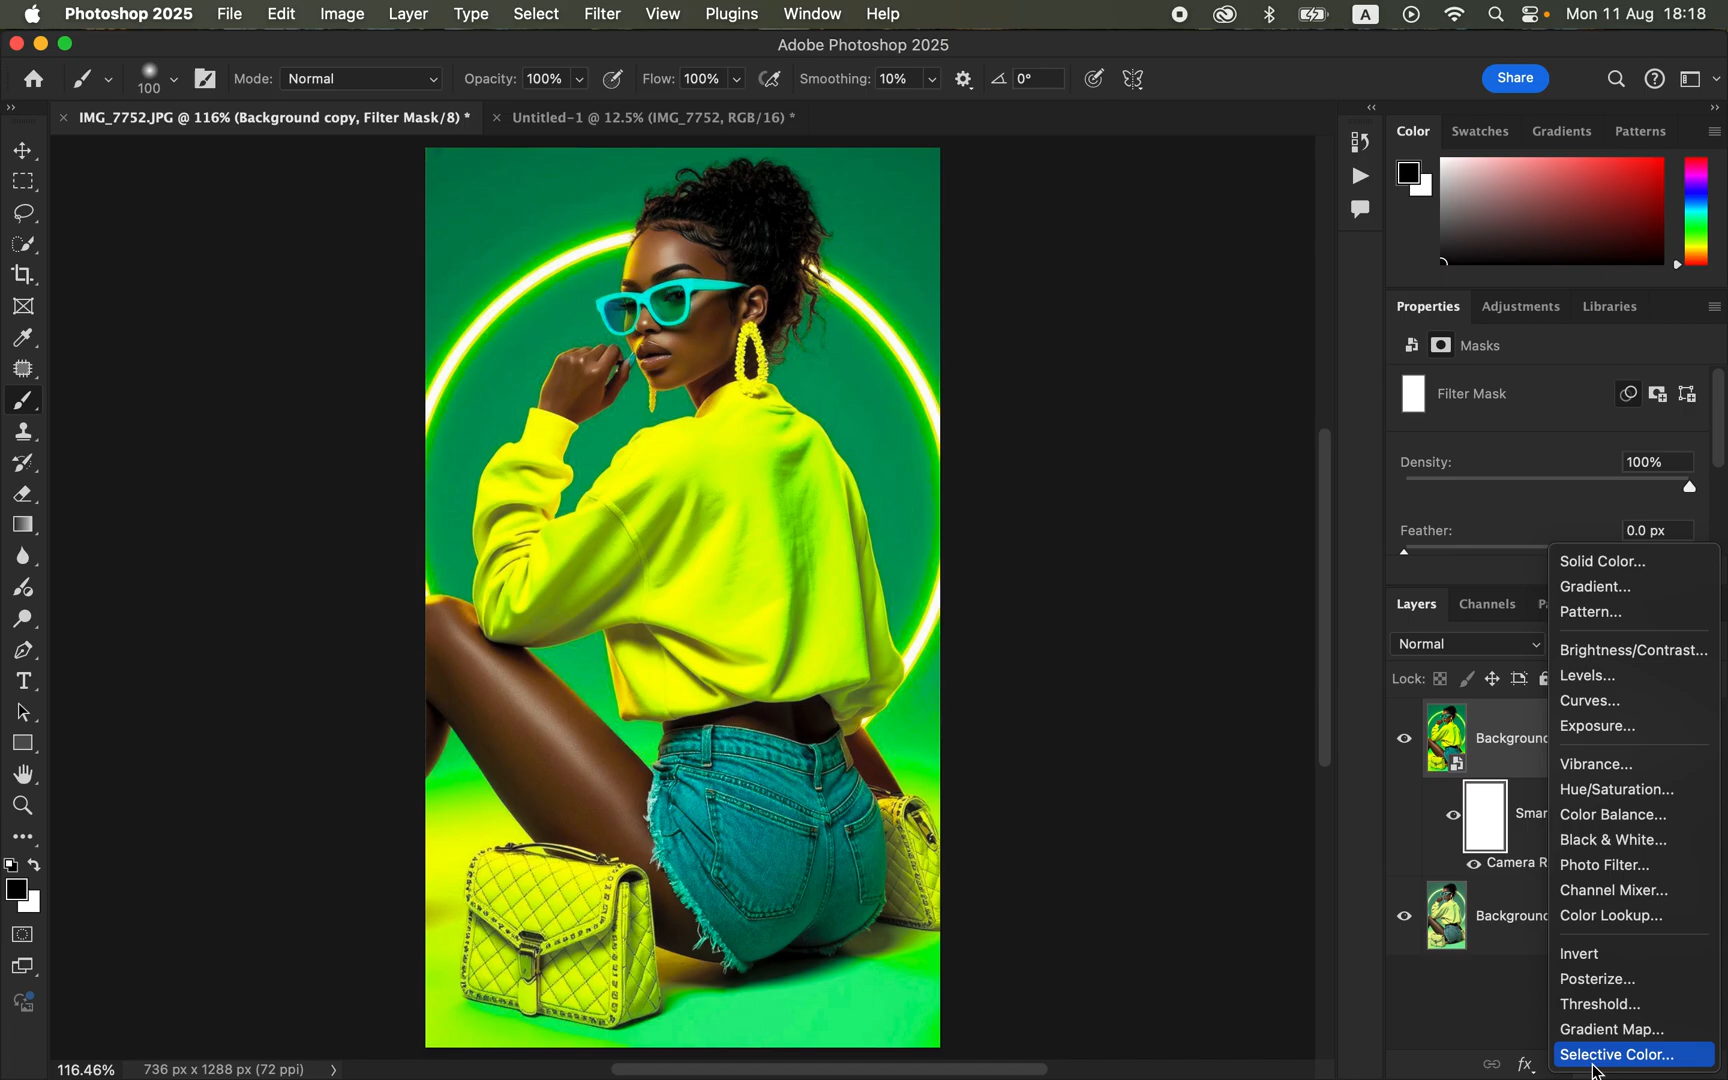 Photoshop 2025 File Edit Image Layer Type Select Filter View Plugins Window Help A Mon 11 Aug 18:18
Adobe Photoshop 2025
100 Mode: Normal Opacity: 100% Flow: 100% Smoothing: 10% 0° Share
IMG_7752.JPG @ 116% (Background copy, Filter Mask/8) * Untitled-1 @ 12.5% (IMG_7752, RGB/16) *
Color Swatches Gradients Patterns
Properties Adjustments Libraries
Masks
Filter Mask
Density: 100%
Feather: 0.0 px
Solid Color...
Gradient...
Pattern...
Brightness/Contrast...
Levels...
Curves...
Exposure...
Vibrance...
Hue/Saturation...
Color Balance...
Black & White...
Photo Filter...
Channel Mixer...
Color Lookup...
Invert
Posterize...
Threshold...
Gradient Map...
Selective Color...
Layers Channels Pa
Normal
Lock:
Background
Smar
Camera R
Background
fx
116.46% 736 px x 1288 px (72 ppi)